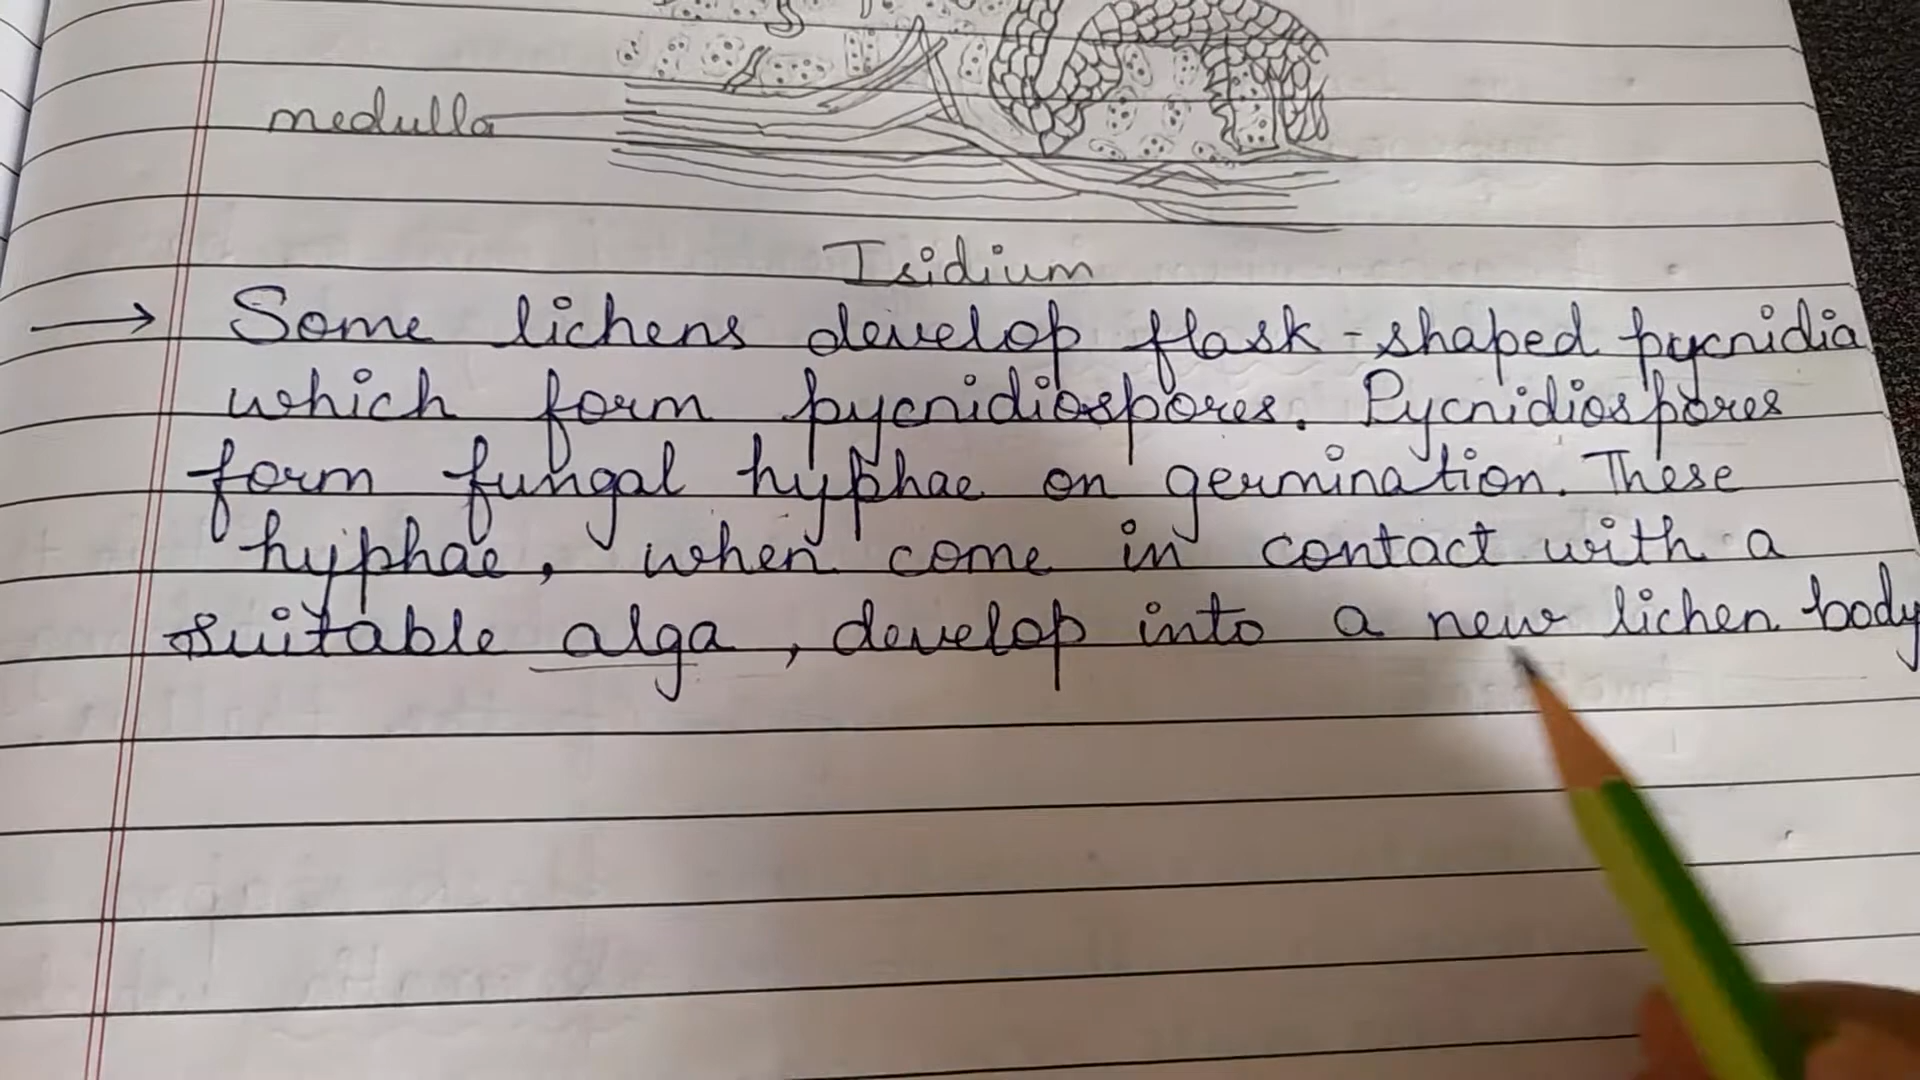 medulla
Isidium
→ Some lichens develop flask-shaped pycnidia
which form pycnidiospores. Pycnidiospores
form fungal hyphae on germination. These
hyphae, when come in contact with a
suitable alga, develop into a new lichen body